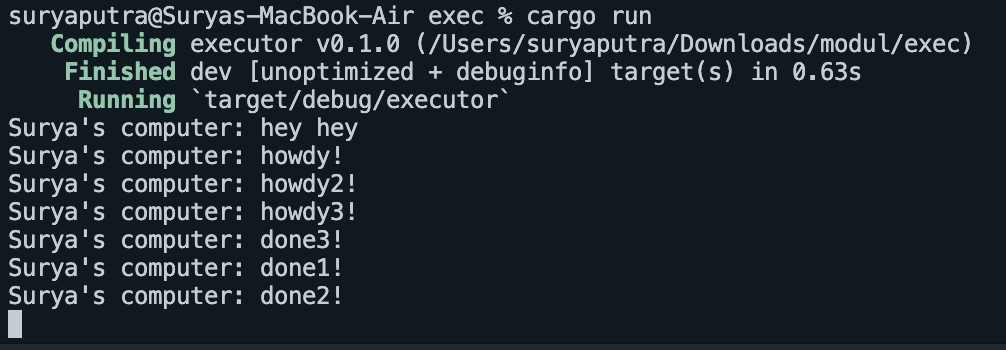 suryaputra@Suryas-MacBook-Air exec % cargo run
Compiling executor v0.1.0 (/Users/suryaputra/Downloads/modul/exec)
Finished dev [unoptimized + debuginfo] target(s) in 0.63s
Running `target/debug/executor`
Surya's computer: hey hey
Surya's computer: howdy!
Surya's computer: howdy2!
Surya's computer: howdy3!
Surya's computer: done3!
Surya's computer: done1!
Surya's computer: done2!